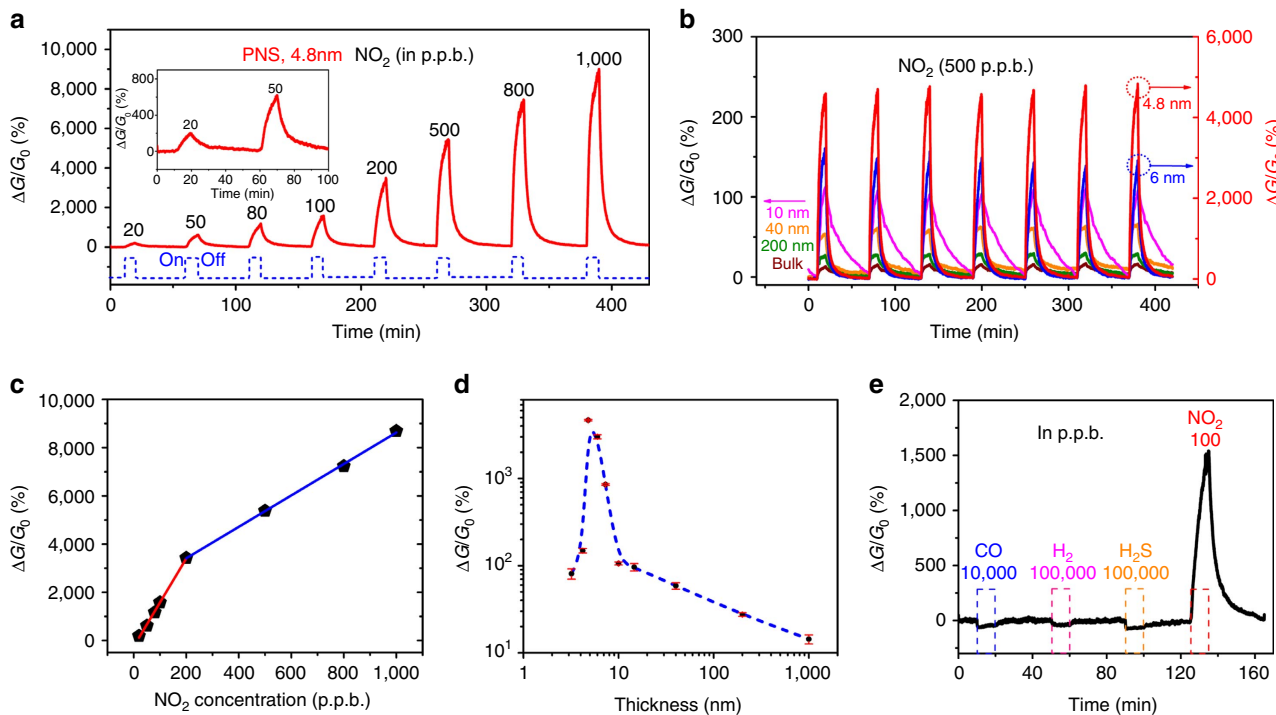 a
10,000
8,000
6,000
4,000
2,000
0
ΔG/G₀ (%)
PNS, 4.8nm NO₂ (in p.p.b.)
1,000
800
500
200
100
80
50
20
On Off
0 100 200 300 400
Time (min)
800
400
0
ΔG/G₀ (%)
20
50
0 20 40 60 80 100
Time (min)
b
300
200
100
0
ΔG/G₀ (%)
NO₂ (500 p.p.b.)
4.8 nm
6 nm
10 nm
40 nm
200 nm
Bulk
6,000
4,000
3,000
2,000
1,000
0
ΔG/G₀ (%)
0 100 200 300 400
Time (min)
c
10,000
8,000
6,000
4,000
2,000
0
ΔG/G₀ (%)
0 200 400 600 800 1,000
NO₂ concentration (p.p.b.)
d
10³
10²
10¹
ΔG/G₀ (%)
10 100 1,000
Thickness (nm)
e
2,000
1,500
1,000
500
0
ΔG/G₀ (%)
In p.p.b.
CO
10,000
H₂
100,000
H₂S
100,000
NO₂
100
0 40 80 120 160
Time (min)